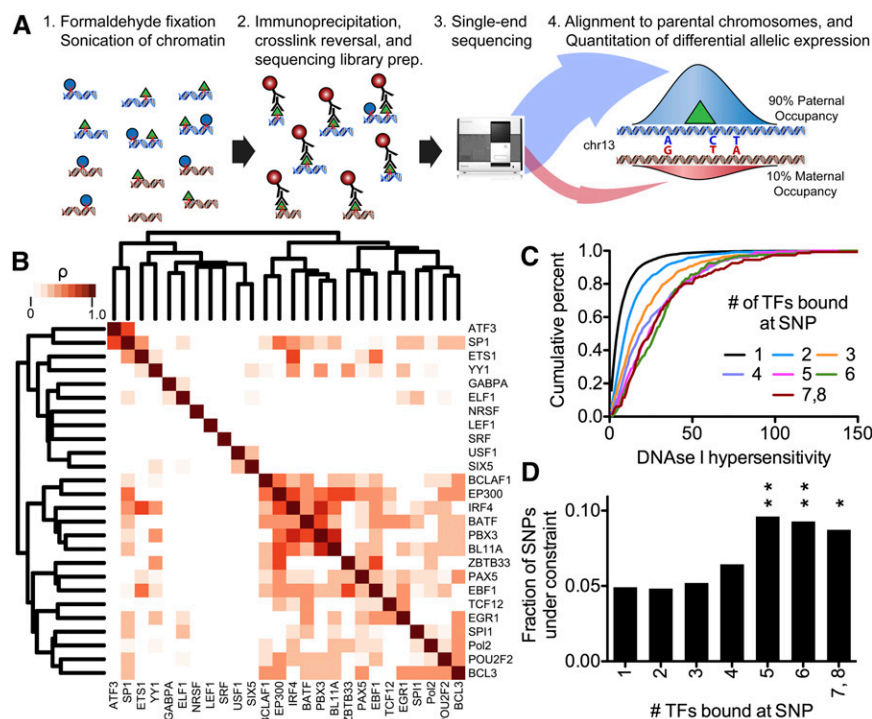 A
1. Formaldehyde fixation
Sonication of chromatin
2. Immunoprecipitation,
crosslink reversal, and
sequencing library prep.
3. Single-end
sequencing
4. Alignment to parental chromosomes, and
Quantitation of differential allelic expression
90% Paternal
Occupancy
chr13
A C T
G T A
10% Maternal
Occupancy
B
ρ
0 1.0
ATF3
SP1
ETS1
YY1
GABPA
ELF1
NRSF
LEF1
SRF
USF1
SIX5
BCLAF1
EP300
IRF4
BATF
PBX3
BL11A
ZBTB33
PAX5
EBF1
TCF12
EGR1
SPI1
Pol2
POU2F2
BCL3
ATF3 SP1 ETS1 YY1 GABPA ELF1 NRSF LEF1 SRF USF1 SIX5 BCLAF1 EP300 IRF4 BATF PBX3 BL11A ZBTB33 PAX5 EBF1 TCF12 EGR1 SPI1 Pol2 OU2F2 BCL3
C
Cumulative percent
1.0
0.8
0.6
0.4
0.2
0.0
# of TFs bound
at SNP
1 2 3
4 5 6
7,8
0 50 100 150
DNAse I hypersensitivity
D
Fraction of SNPs
under constraint
0.10
0.05
0.00
** ** *
1 2 3 4 5 6 7, 8
# TFs bound at SNP